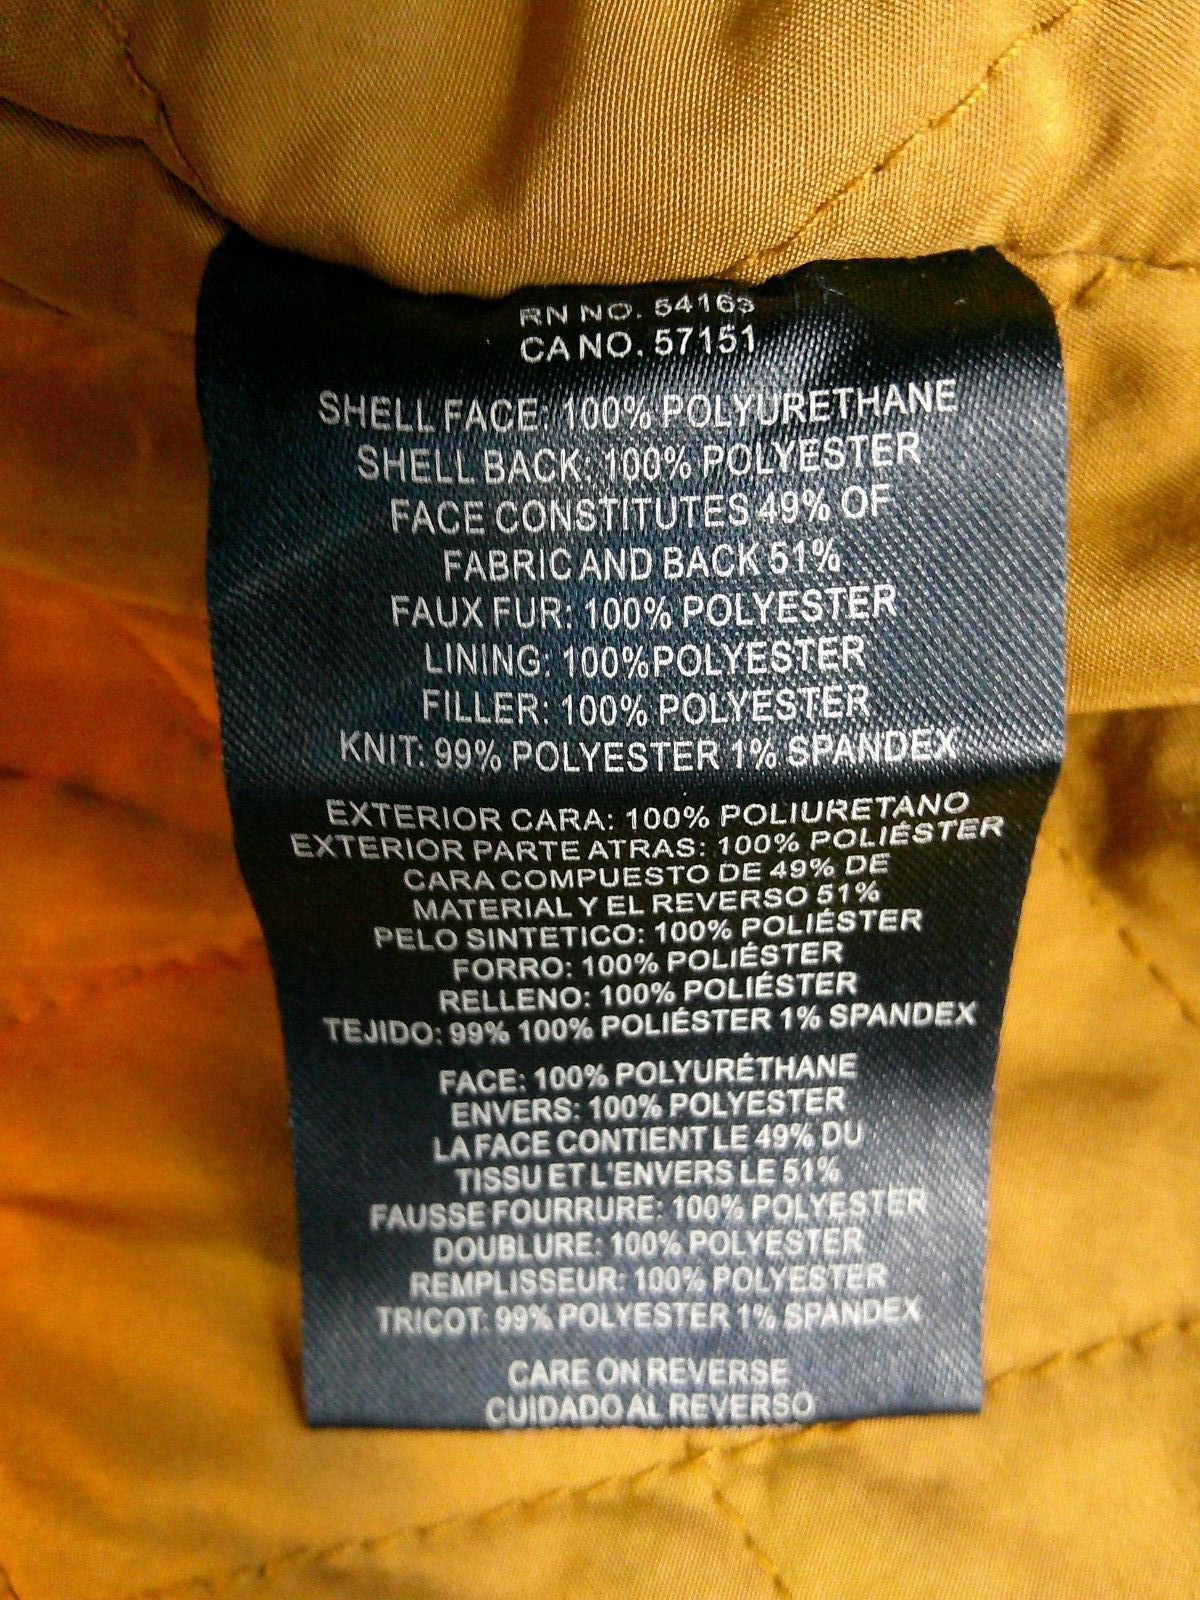 RN NO. 54163
CA NO. 57151
SHELL FACE: 100% POLYURETHANE
SHELL BACK: 100% POLYESTER
FACE CONSTITUTES 49% OF
FABRIC AND BACK 51%
FAUX FUR: 100% POLYESTER
LINING: 100% POLYESTER
FILLER: 100% POLYESTER
KNIT: 99% POLYESTER 1% SPANDEX
EXTERIOR CARA: 100% POLIURETANO
EXTERIOR PARTE ATRAS: 100% POLIÉSTER
CARA COMPUESTO DE 49% DE
MATERIAL Y EL REVERSO 51%
PELO SINTETICO: 100% POLIÉSTER
FORRO: 100% POLIÉSTER
RELLENO: 100% POLIÉSTER
TEJIDO: 99% 100% POLIÉSTER 1% SPANDEX
FACE: 100% POLYURÉTHANE
ENVERS: 100% POLYESTER
LA FACE CONTIENT LE 49% DU
TISSU ET L'ENVERS LE 51%
FAUSSE FOURRURE: 100% POLYESTER
DOUBLURE: 100% POLYESTER
REMPLISSEUR: 100% POLYESTER
TRICOT: 99% POLYESTER 1% SPANDEX
CARE ON REVERSE
CUIDADO AL REVERSO